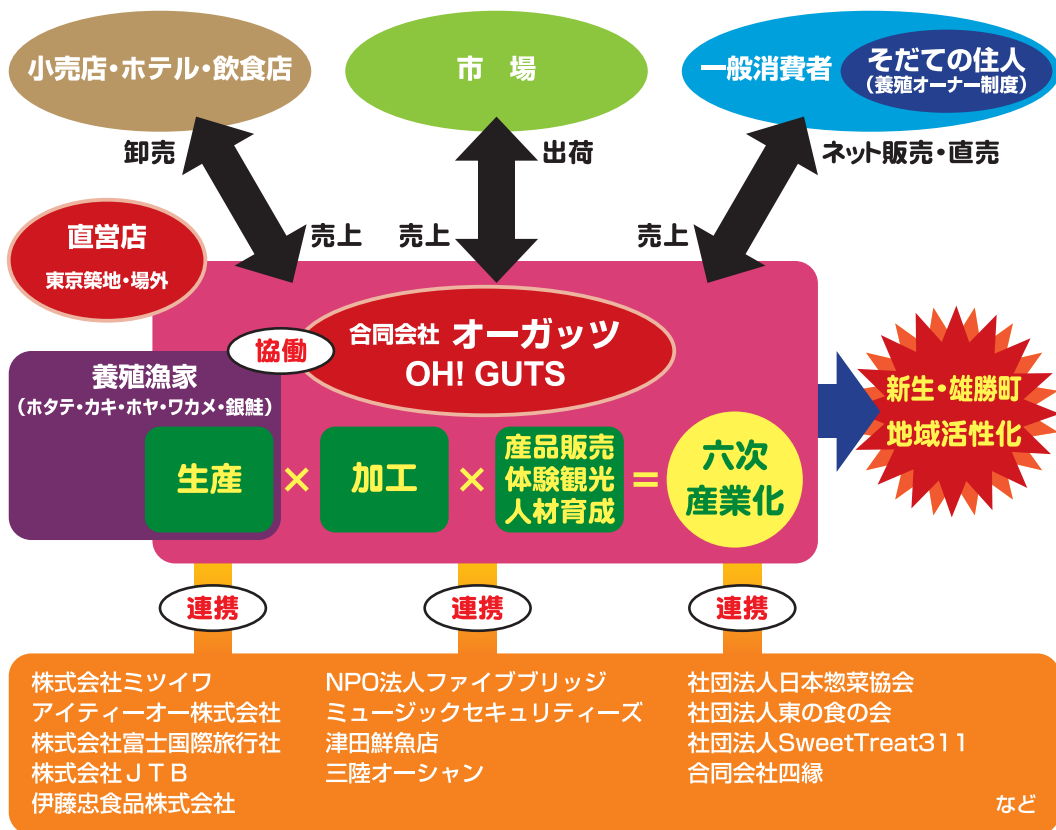 小売店・ホテル・飲食店
市 場
一般消費者
そだての住人
（養殖オーナー制度）
卸売
出荷
ネット販売・直売
売上
売上
売上
直営店
東京築地・場外
合同会社 オーガッツ
OH! GUTS
協働
養殖漁家
（ホタテ・カキ・ホヤ・ワカメ・銀鮭）
生産
×
加工
×
産品販売
体験観光
人材育成
＝
六次
産業化
新生・雄勝町
地域活性化
連携
連携
連携
株式会社ミツイワ
アイティーオー株式会社
株式会社富士国際旅行社
株式会社ＪＴＢ
伊藤忠食品株式会社
NPO法人ファイブブリッジ
ミュージックセキュリティーズ
津田鮮魚店
三陸オーシャン
社団法人日本惣菜協会
社団法人東の食の会
社団法人SweetTreat311
合同会社四縁
など